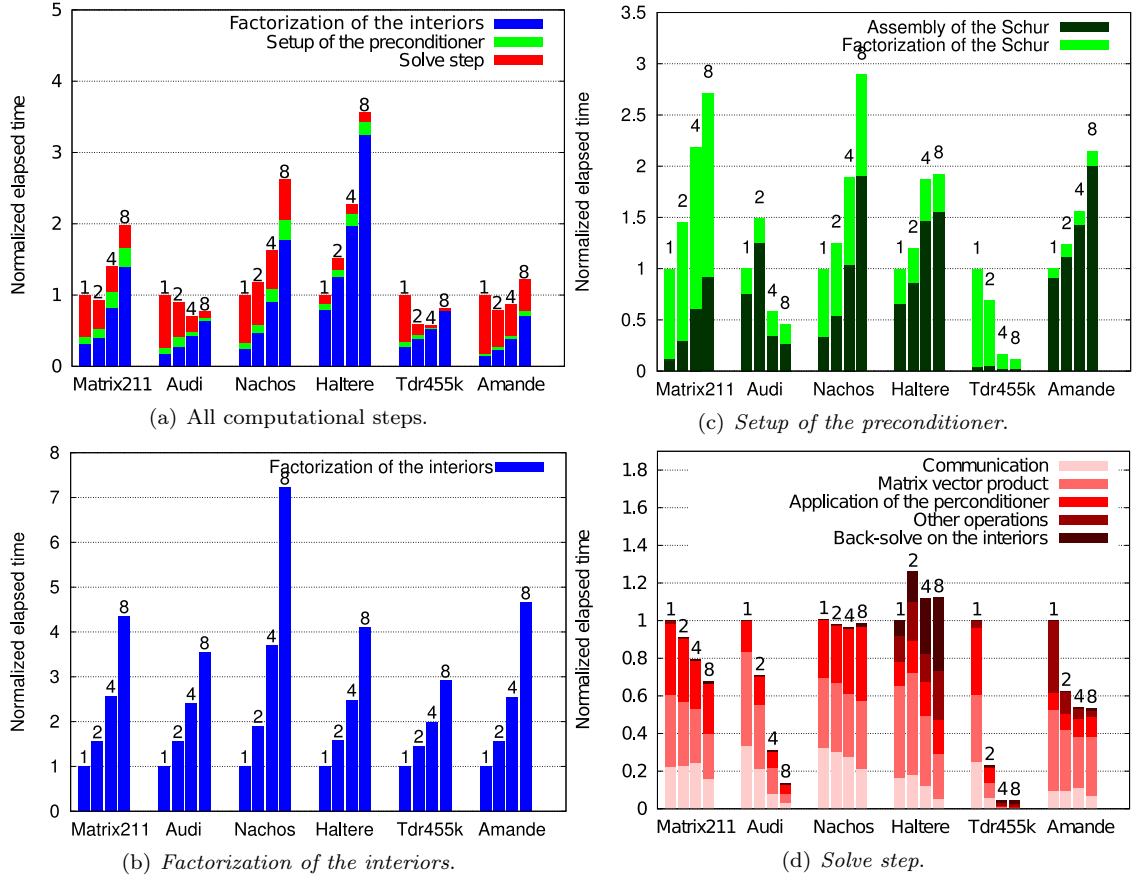 Normalized elapsed time
5
4
3
2
1
0
Factorization of the interiors
Setup of the preconditioner
Solve step
1 2 4 8
1 2 4 8
1 2 4 8
1 2 4 8
1 2 4 8
1 2 4 8
Matrix211 Audi Nachos Haltere Tdr455k Amande
(a) All computational steps.
Normalized elapsed time
3.5
3
2.5
2
1.5
1
0.5
0
Assembly of the Schur
Factorization of the Schur
1 2 4 8
1 2 4 8
1 2 4 8
1 2 4 8
1 2 4 8
1 2 4 8
Matrix211 Audi Nachos Haltere Tdr455k Amande
(c) Setup of the preconditioner.
Normalized elapsed time
8
7
6
5
4
3
2
1
0
Factorization of the interiors
1 2 4 8
1 2 4 8
1 2 4 8
1 2 4 8
1 2 4 8
1 2 4 8
Matrix211 Audi Nachos Haltere Tdr455k Amande
(b) Factorization of the interiors.
Normalized elapsed time
1.8
1.6
1.4
1.2
1
0.8
0.6
0.4
0.2
0
Communication
Matrix vector product
Application of the perconditioner
Other operations
Back-solve on the interiors
1 2 4 8
1 2 4 8
1 2 4 8
1 2 4 8
1 2 4 8
1 2 4 8
Matrix211 Audi Nachos Haltere Tdr455k Amande
(d) Solve step.